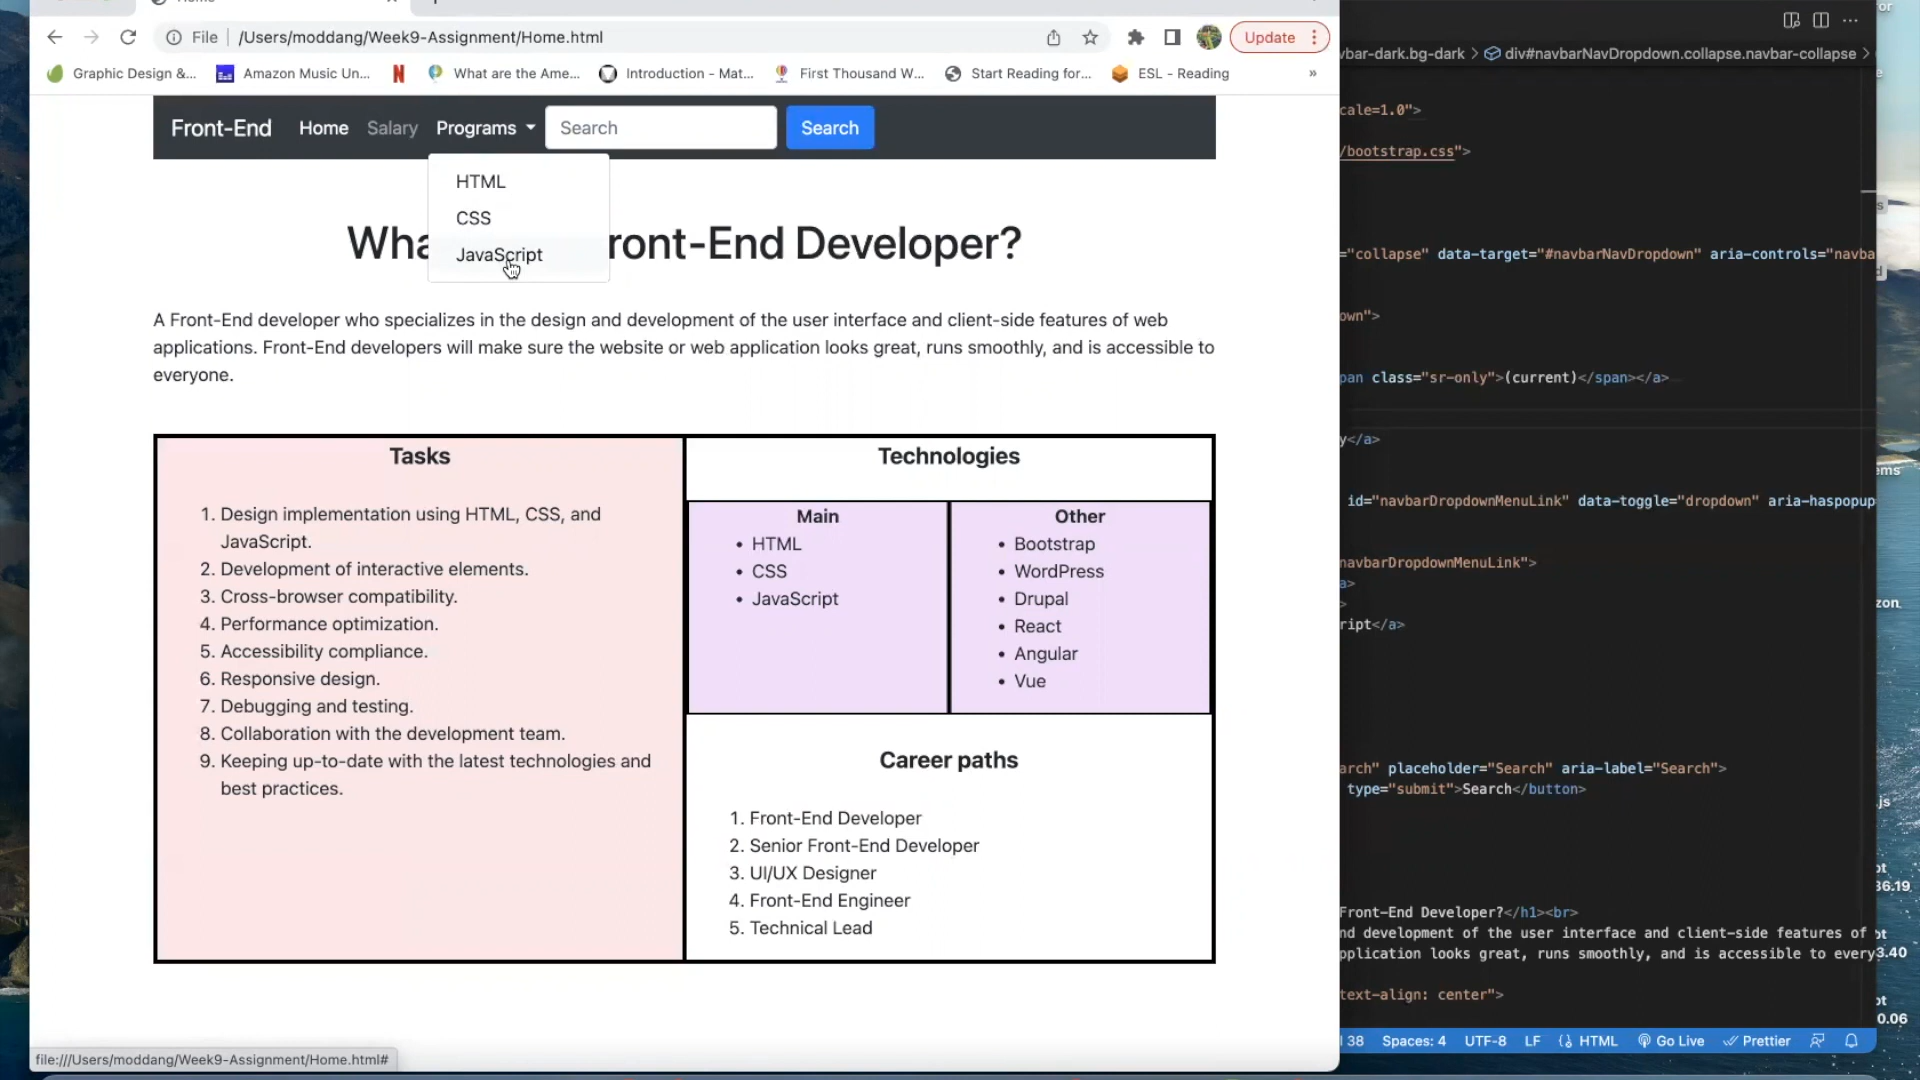 File /Users/moddang/Week9-Assignment/Home.html
Update
Graphic Design &...
Amazon Music Un...
What are the Ame...
Introduction - Mat...
First Thousand W...
Start Reading for...
ESL - Reading
»
Front-End Home Salary Programs Search Search
HTML
CSS
JavaScript
Wha ront-End Developer?
A Front-End developer who specializes in the design and development of the user interface and client-side features of web
applications. Front-End developers will make sure the website or web application looks great, runs smoothly, and is accessible to
everyone.
Tasks
1. Design implementation using HTML, CSS, and
JavaScript.
2. Development of interactive elements.
3. Cross-browser compatibility.
4. Performance optimization.
5. Accessibility compliance.
6. Responsive design.
7. Debugging and testing.
8. Collaboration with the development team.
9. Keeping up-to-date with the latest technologies and
best practices.
Technologies
Main
• HTML
• CSS
• JavaScript
Other
• Bootstrap
• WordPress
• Drupal
• React
• Angular
• Vue
Career paths
1. Front-End Developer
2. Senior Front-End Developer
3. UI/UX Designer
4. Front-End Engineer
5. Technical Lead
file:///Users/moddang/Week9-Assignment/Home.html#
vbar-dark.bg-dark > div#navbarNavDropdown.collapse.navbar-collapse >
cale=1.0">
/bootstrap.css">
="collapse" data-target="#navbarNavDropdown" aria-controls="navba
own">
pan class="sr-only">(current)</span></a>
y</a>
id="navbarDropdownMenuLink" data-toggle="dropdown" aria-haspopup
navbarDropdownMenuLink">
a>
>
ript</a>
arch" placeholder="Search" aria-label="Search">
type="submit">Search</button>
Front-End Developer?</h1><br>
nd development of the user interface and client-side features of
pplication looks great, runs smoothly, and is accessible to every
text-align: center">
38 Spaces: 4 UTF-8 LF HTML Go Live Prettier
ems
zon
.js
36.19
3.40
0.06